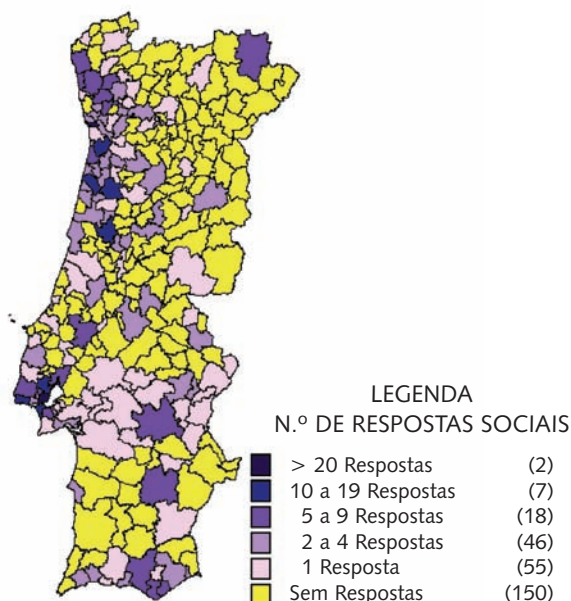 LEGENDA
N.º DE RESPOSTAS SOCIAIS
> 20 Respostas (2)
10 a 19 Respostas (7)
5 a 9 Respostas (18)
2 a 4 Respostas (46)
1 Resposta (55)
Sem Respostas (150)